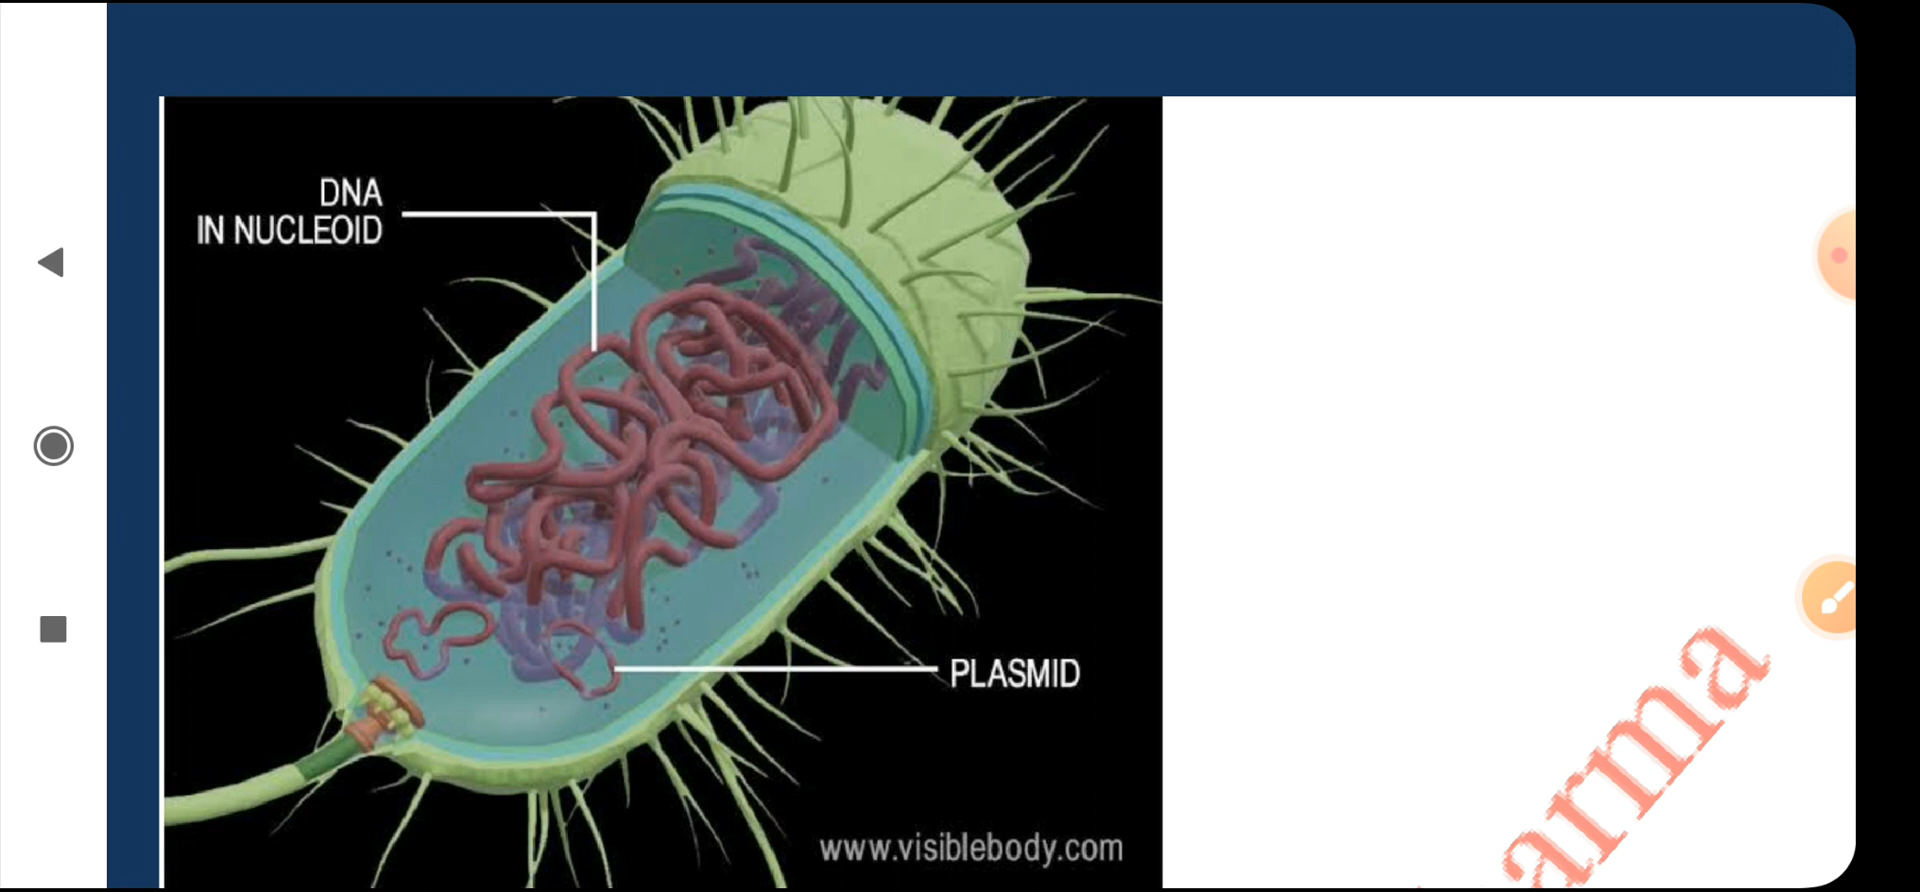 DNA
IN NUCLEOID
PLASMID
www.visiblebody.com
arma